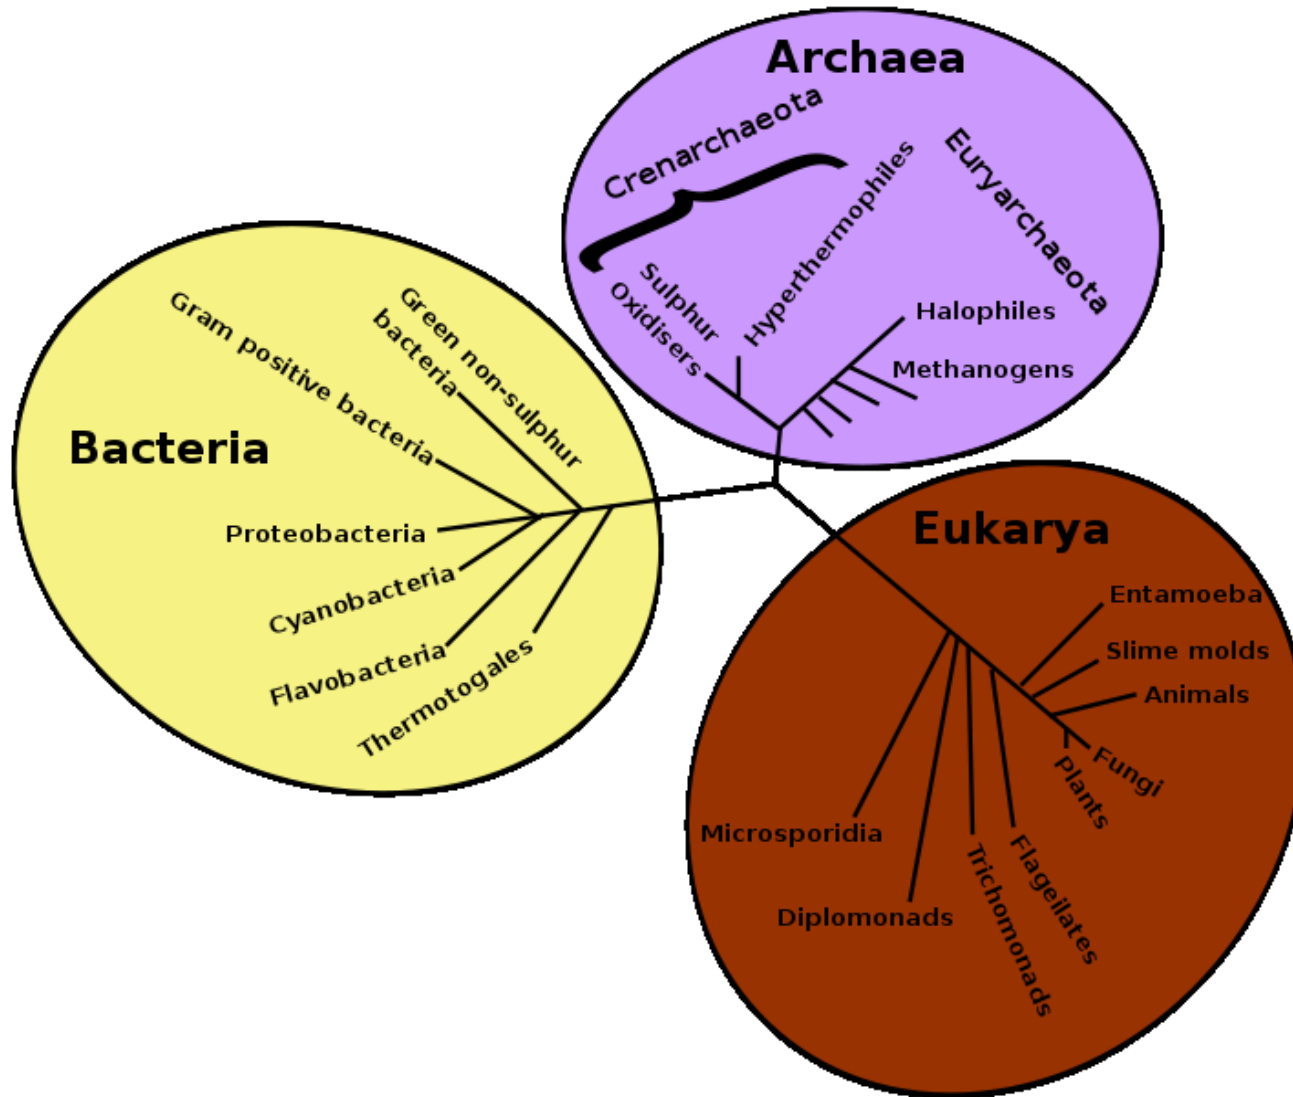 Archaea
Crenarchaeota
Euryarchaeota
Sulphur
Oxidisers
Hyperthermophiles
Halophiles
Methanogens
Bacteria
Green non-sulphur
bacteria
Gram positive bacteria
Proteobacteria
Cyanobacteria
Flavobacteria
Thermotogales
Eukarya
Entamoeba
Slime molds
Animals
Fungi
Plants
Flageilates
Trichomonads
Microsporidia
Diplomonads